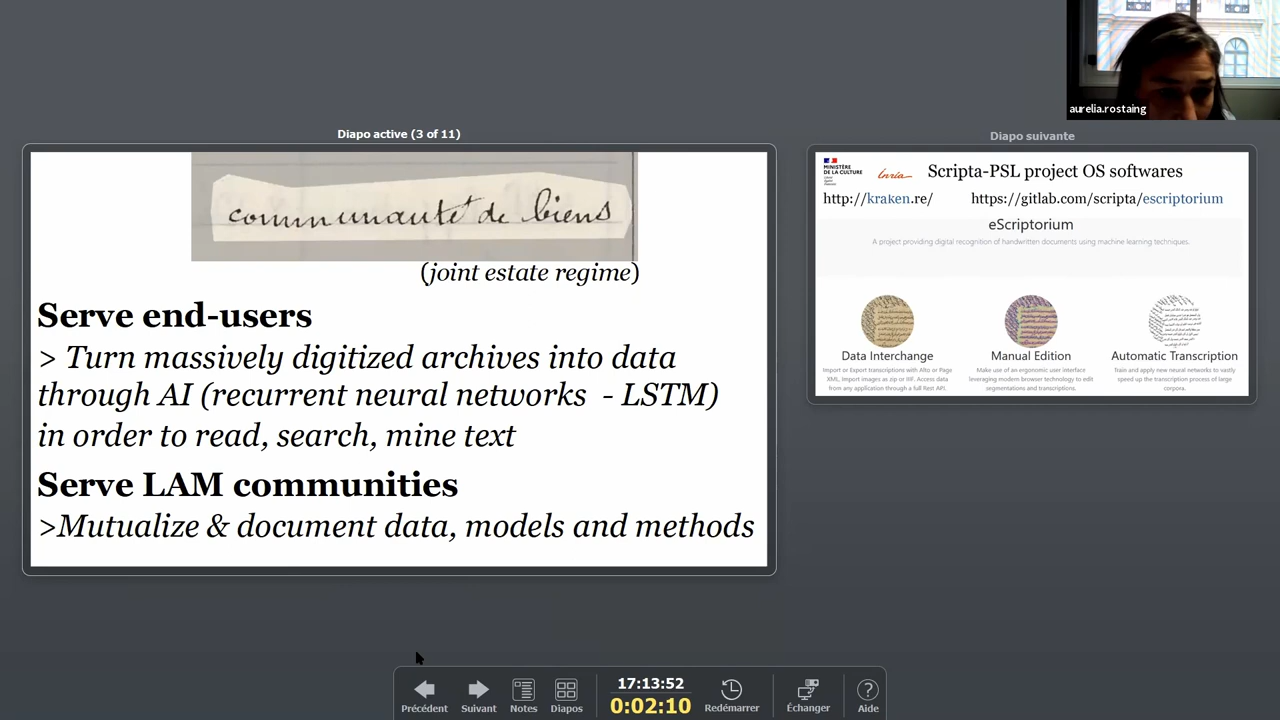 aurelia.rostaing
Diapo active (3 of 11)
communauté de biens
(joint estate regime)
Serve end-users
> Turn massively digitized archives into data
through AI (recurrent neural networks - LSTM)
in order to read, search, mine text
Serve LAM communities
>Mutualize & document data, models and methods
Diapo suivante
MINISTÈRE
DE LA CULTURE
Inria
Scripta-PSL project OS softwares
http://kraken.re/
https://gitlab.com/scripta/escriptorium
eScriptorium
A project providing digital recognition of handwritten documents using machine learning techniques.
Data Interchange
Import or Export transcriptions with Alto or Page
XML. Import images as zip or IIIF. Access data
from any application through a full Rest API.
Manual Edition
Make use of an ergonomic user interface
leveraging modern browser technology to edit
segmentations and transcriptions.
Automatic Transcription
Train and apply new neural networks to vastly
speed up the transcription process of large
corpora.
17:13:52
0:02:10
Précédent
Suivant
Notes
Diapos
Redémarrer
Échanger
Aide